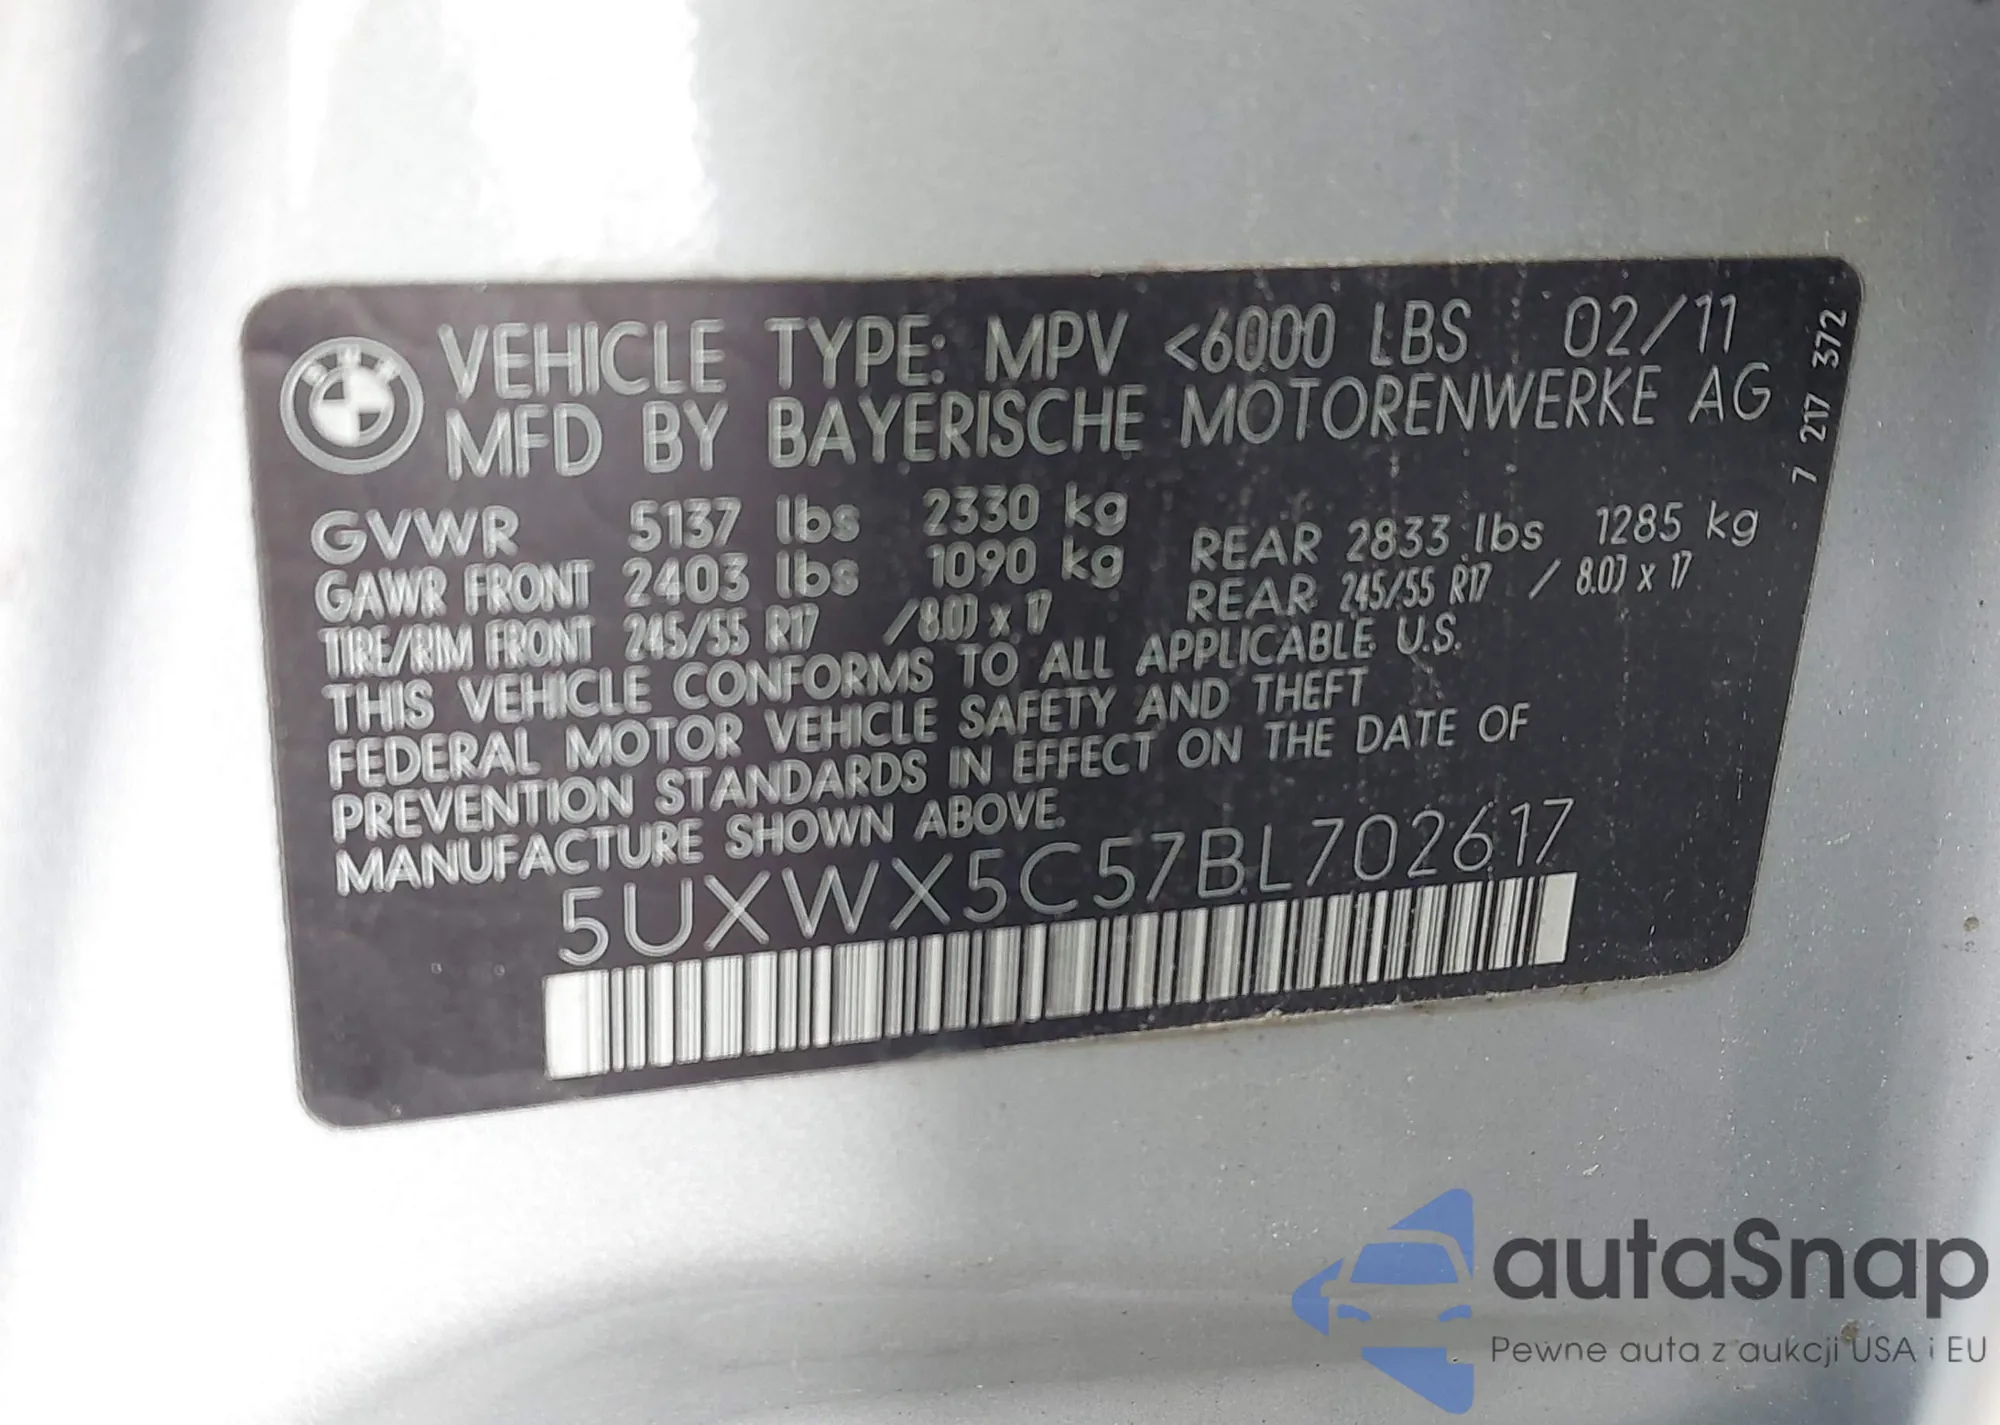 BMW
VEHICLE TYPE: MPV <6000 LBS 02/11
MFD BY BAYERISCHE MOTORENWERKE AG
7 217 372
GVWR 5137 lbs 2330 kg
GAWR FRONT 2403 lbs 1090 kg REAR 2833 lbs 1285 kg
TIRE/RIM FRONT 245/55 R17 /8.0J x 17 REAR 245/55 R17 / 8.0J x 17
THIS VEHICLE CONFORMS TO ALL APPLICABLE U.S.
FEDERAL MOTOR VEHICLE SAFETY AND THEFT
PREVENTION STANDARDS IN EFFECT ON THE DATE OF
MANUFACTURE SHOWN ABOVE.
5UXWX5C57BL702617
autaSnap
Pewne auta z aukcji USA i EU